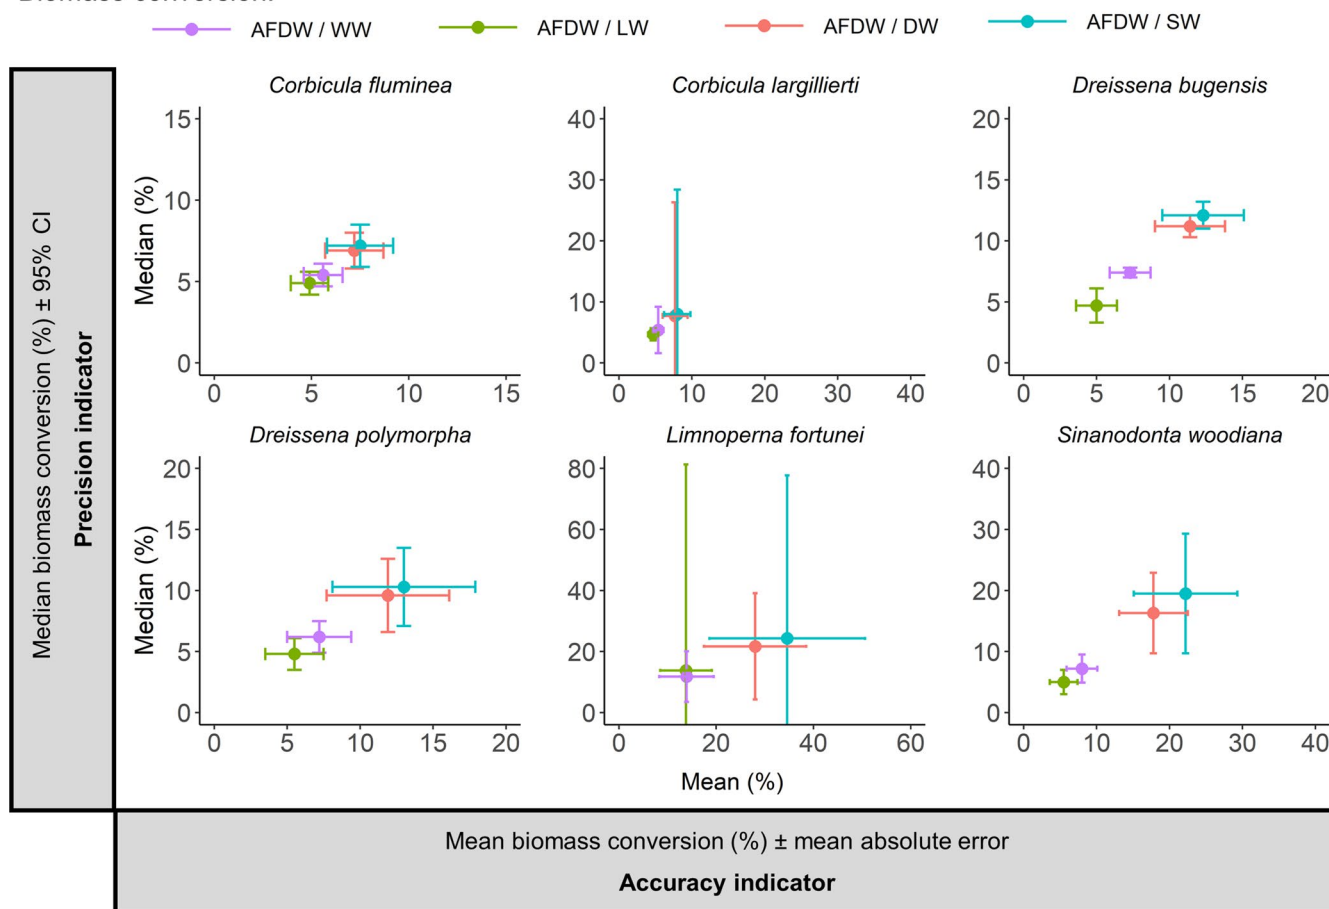 Biomass conversion:
AFDW / WW AFDW / LW AFDW / DW AFDW / SW
Corbicula fluminea Corbicula largillierti Dreissena bugensis
15
10
5
0
0 5 10 15
40
30
20
10
0
0 10 20 30 40
20
15
10
5
0
0 5 10 15 20
Median (%)
Dreissena polymorpha Limnoperna fortunei Sinanodonta woodiana
20
15
10
5
0
0 5 10 15 20
80
60
40
20
0
0 20 40 60
40
30
20
10
0
0 10 20 30 40
Median (%)
Mean (%)
Median biomass conversion (%) ± 95% CI
Precision indicator
Mean biomass conversion (%) ± mean absolute error
Accuracy indicator